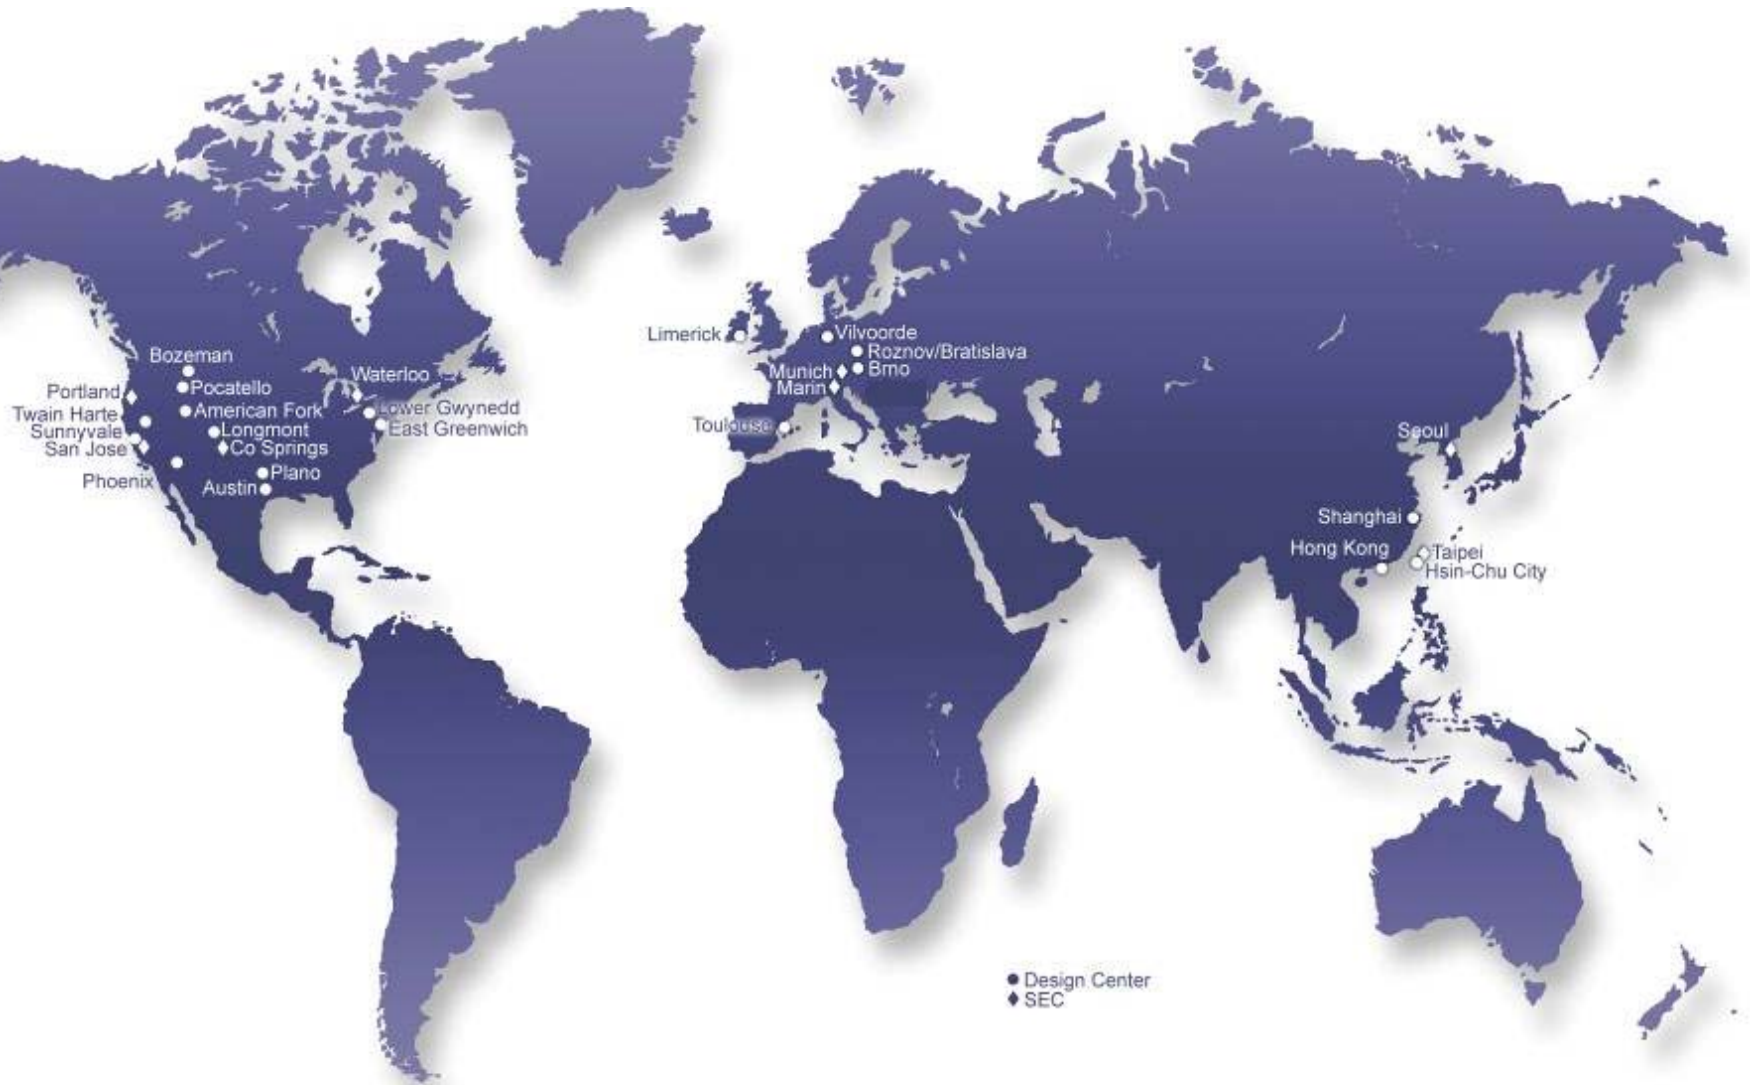 Limerick
Vilvoorde
Bozeman
Roznov/Bratislava
Waterloo
Munich
Brno
Portland
Pocatello
Marin
Twain Harte
American Fork
Lower Gwynedd
Sunnyvale
Longmont
East Greenwich
Toulouse
Seoul
San Jose
Co Springs
Phoenix
Plano
Austin
Shanghai
Hong Kong
Taipei
Hsin-Chu City
Design Center
SEC